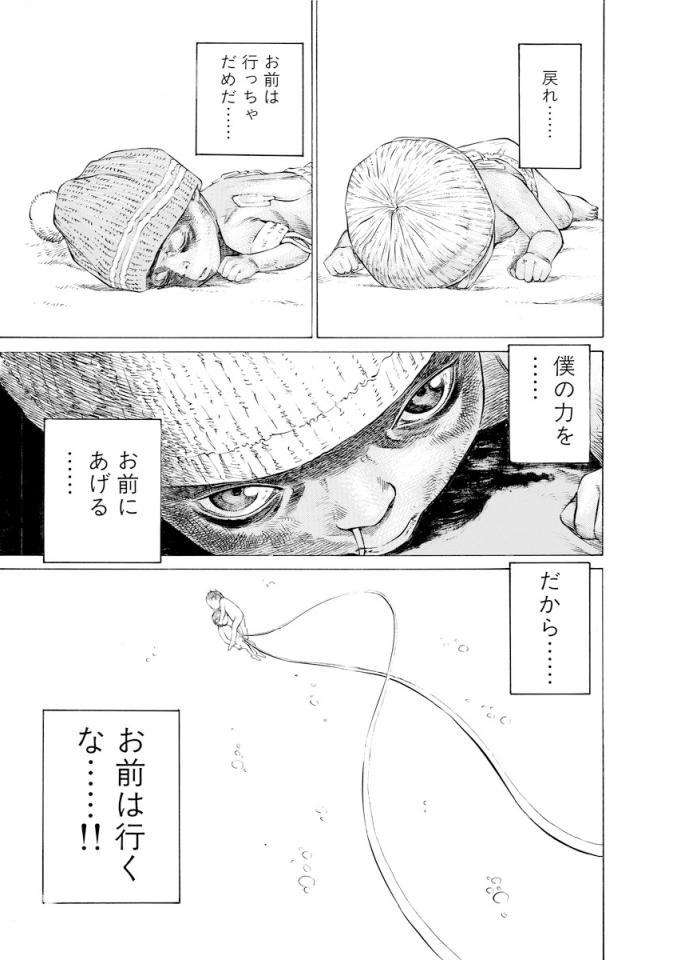 戻れ……
お前は
行っちゃ
だめだ……
僕の力を
……
お前に
あげる
……
だから……
お前は行く
な……!!